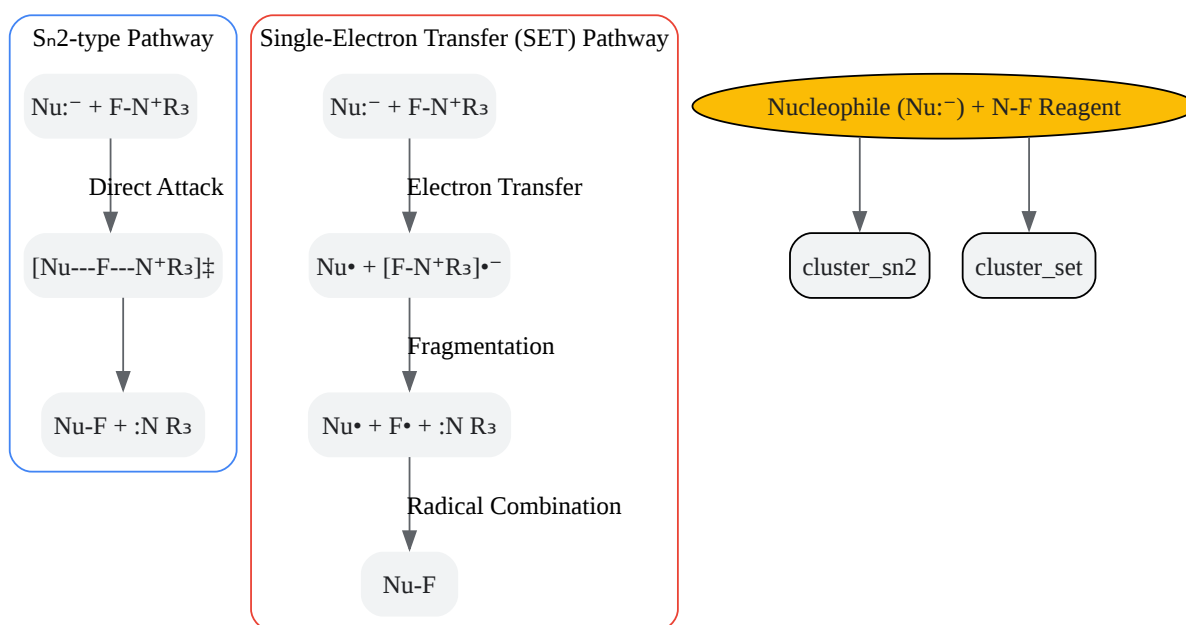 Sₙ2-type Pathway
Nu:⁻ + F-N⁺R₃
Direct Attack
[Nu---F---N⁺R₃]‡
Nu-F + :N R₃
Single-Electron Transfer (SET) Pathway
Nu:⁻ + F-N⁺R₃
Electron Transfer
Nu• + [F-N⁺R₃]•⁻
Fragmentation
Nu• + F• + :N R₃
Radical Combination
Nu-F
Nucleophile (Nu:⁻) + N-F Reagent
cluster_sn2
cluster_set